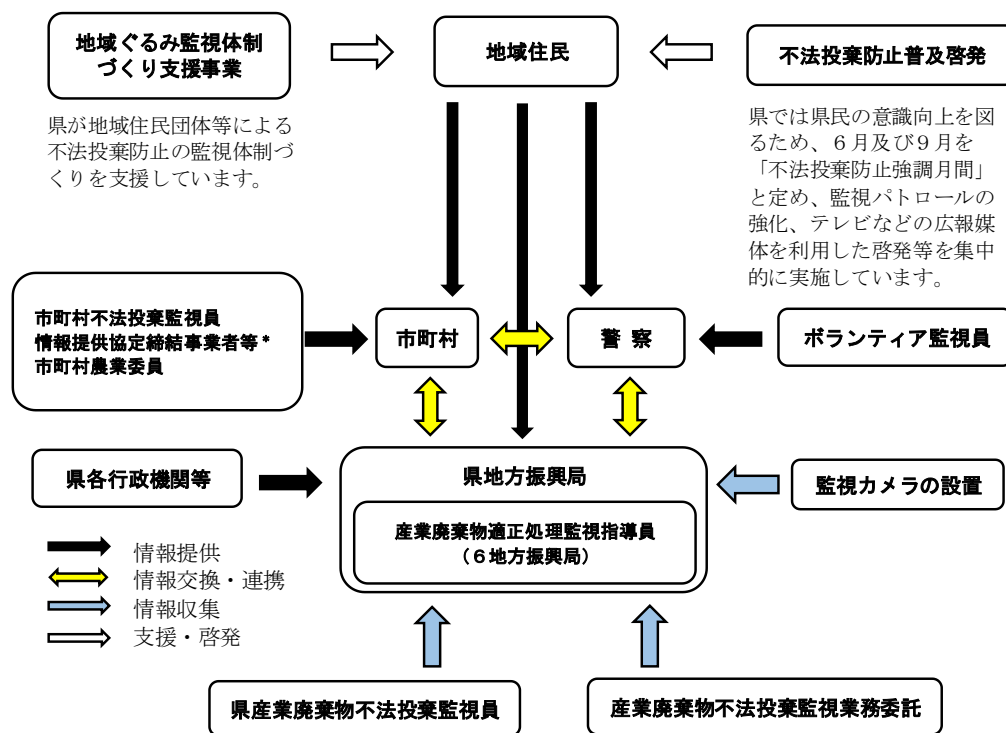 地域ぐるみ監視体制
づくり支援事業
地域住民
不法投棄防止普及啓発
県が地域住民団体等による
不法投棄防止の監視体制づ
くりを支援しています。
県では県民の意識向上を図
るため、６月及び９月を
「不法投棄防止強調月間」
と定め、監視パトロールの
強化、テレビなどの広報媒
体を利用した啓発等を集中
的に実施しています。
市町村不法投棄監視員
情報提供協定締結事業者等＊
市町村農業委員
市町村
警 察
ボランティア監視員
県各行政機関等
県地方振興局
監視カメラの設置
産業廃棄物適正処理監視指導員
（６地方振興局）
情報提供
情報交換・連携
情報収集
支援・啓発
県産業廃棄物不法投棄監視員
産業廃棄物不法投棄監視業務委託